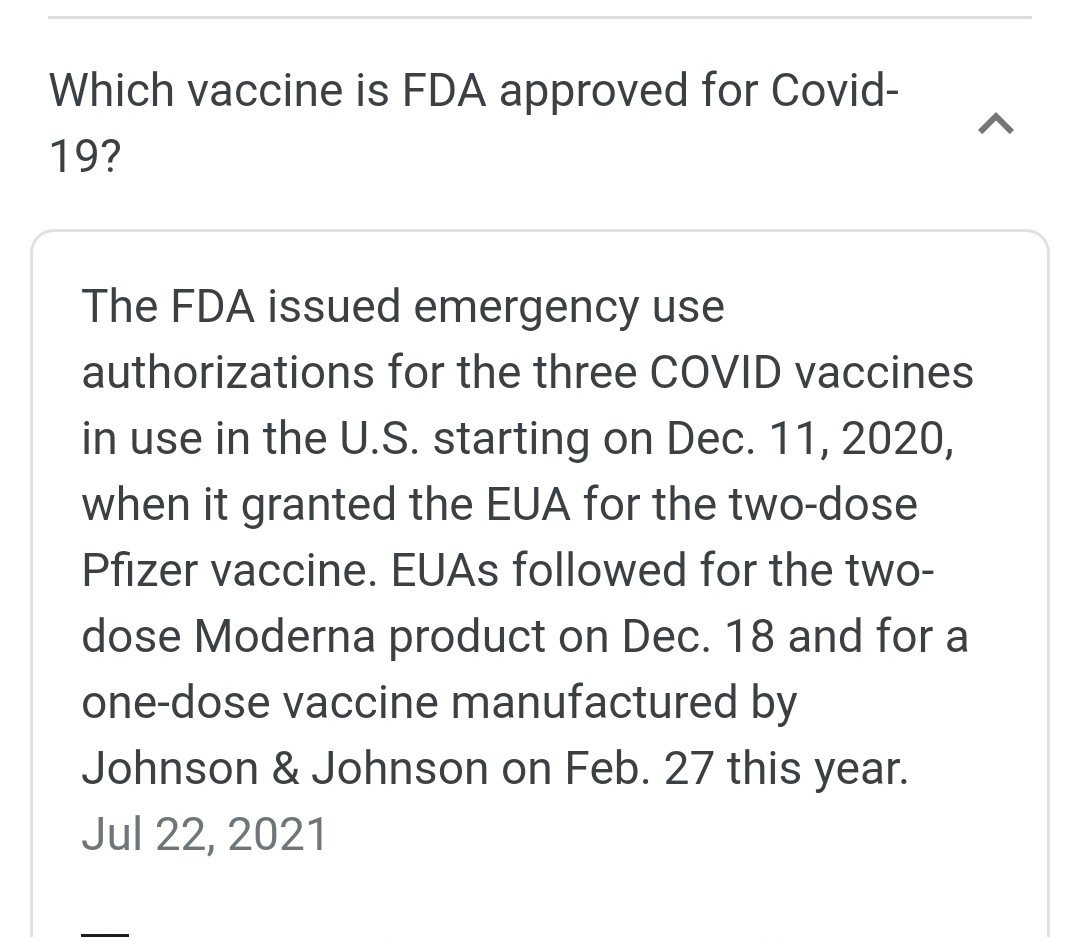 Which vaccine is FDA approved for Covid-
19?
The FDA issued emergency use
authorizations for the three COVID vaccines
in use in the U.S. starting on Dec. 11, 2020,
when it granted the EUA for the two-dose
Pfizer vaccine. EUAs followed for the two-
dose Moderna product on Dec. 18 and for a
one-dose vaccine manufactured by
Johnson & Johnson on Feb. 27 this year.
Jul 22, 2021